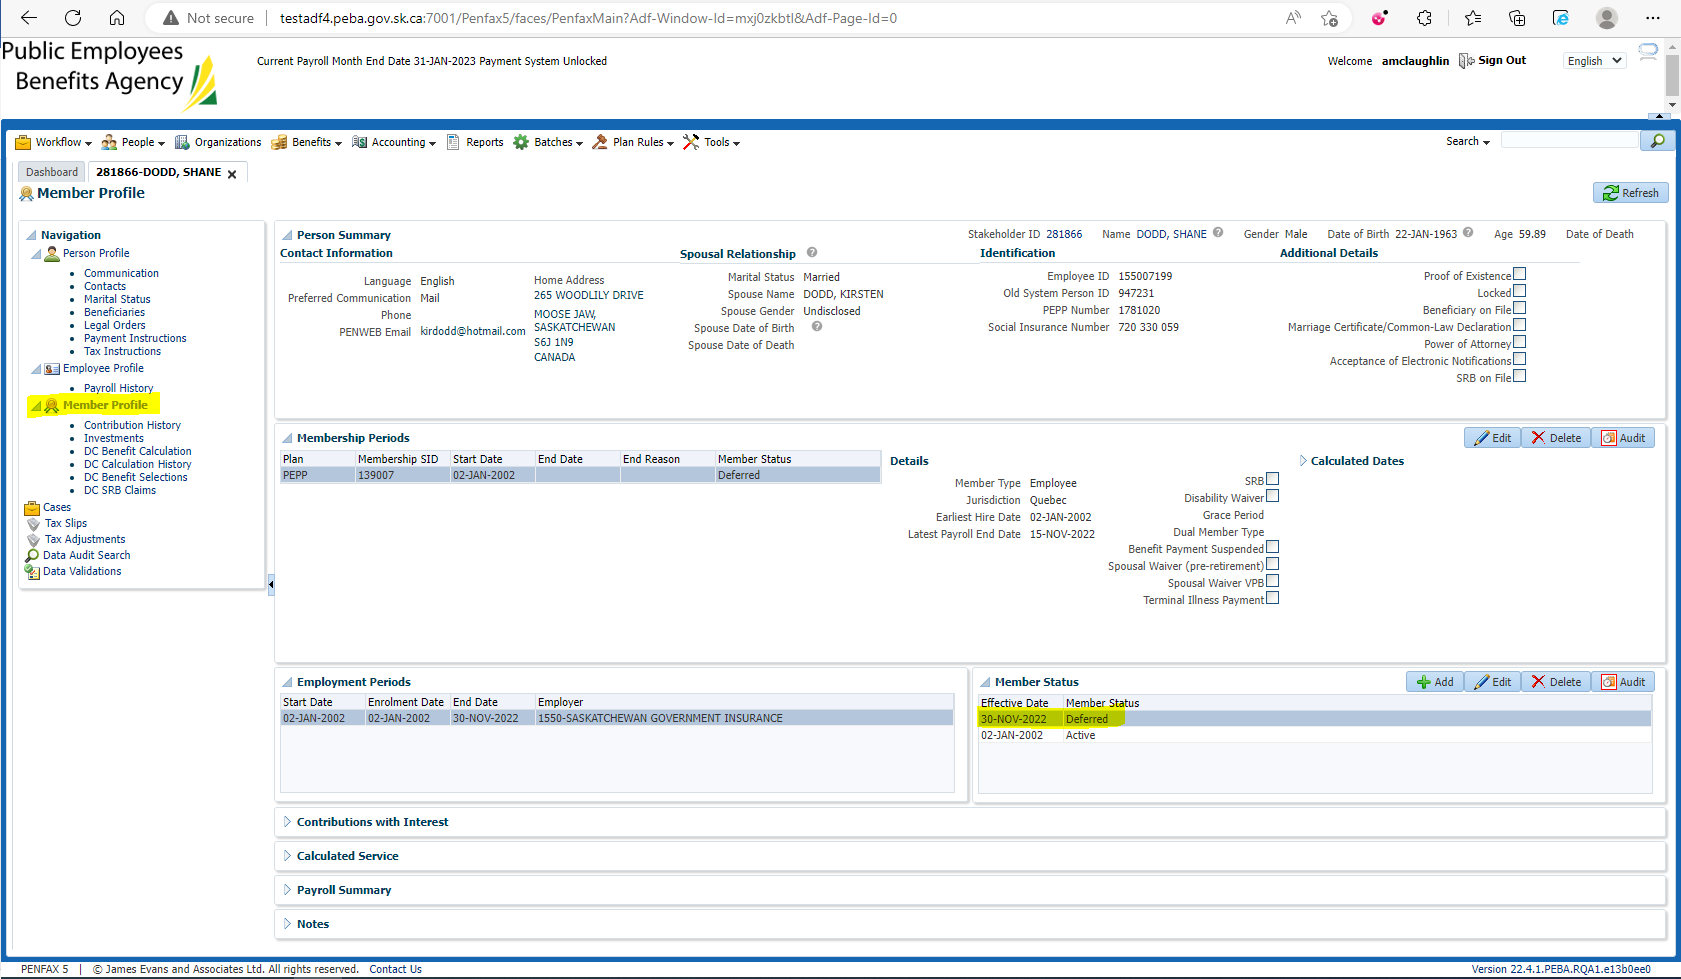 Not secure | testadf4.peba.gov.sk.ca:7001/Penfax5/faces/PenfaxMain?Adf-Window-Id=mxj0zkbtl&Adf-Page-Id=0
Public Employees
Benefits Agency
Current Payroll Month End Date 31-JAN-2023 Payment System Unlocked
Welcome amclaughlin Sign Out English
Workflow People Organizations Benefits Accounting Reports Batches Plan Rules Tools Search
Dashboard 281866-DODD, SHANE
Member Profile
Refresh
Navigation
Person Profile
Communication
Contacts
Marital Status
Beneficiaries
Legal Orders
Payment Instructions
Tax Instructions
Employee Profile
Payroll History
Member Profile
Contribution History
Investments
DC Benefit Calculation
DC Calculation History
DC Benefit Selections
DC SRB Claims
Cases
Tax Slips
Tax Adjustments
Data Audit Search
Data Validations
Person Summary
Stakeholder ID 281866 Name DODD, SHANE Gender Male Date of Birth 22-JAN-1963 Age 59.89 Date of Death
Contact Information
Language English
Preferred Communication Mail
Phone
PENWEB Email kirdodd@hotmail.com
Home Address
265 WOODLILY DRIVE
MOOSE JAW,
SASKATCHEWAN
S6J 1N9
CANADA
Spousal Relationship
Marital Status Married
Spouse Name DODD, KIRSTEN
Spouse Gender Undisclosed
Spouse Date of Birth
Spouse Date of Death
Identification
Employee ID 155007199
Old System Person ID 947231
PEPP Number 1781020
Social Insurance Number 720 330 059
Additional Details
Proof of Existence
Locked
Beneficiary on File
Marriage Certificate/Common-Law Declaration
Power of Attorney
Acceptance of Electronic Notifications
SRB on File
Membership Periods
Edit Delete Audit
Plan Membership SID Start Date End Date End Reason Member Status
PEPP 139007 02-JAN-2002 Deferred
Details
Member Type Employee
Jurisdiction Quebec
Earliest Hire Date 02-JAN-2002
Latest Payroll End Date 15-NOV-2022
SRB
Disability Waiver
Grace Period
Dual Member Type
Benefit Payment Suspended
Spousal Waiver (pre-retirement)
Spousal Waiver VPB
Terminal Illness Payment
Calculated Dates
Employment Periods
Start Date Enrolment Date End Date Employer
02-JAN-2002 02-JAN-2002 30-NOV-2022 1550-SASKATCHEWAN GOVERNMENT INSURANCE
Member Status
Add Edit Delete Audit
Effective Date Member Status
30-NOV-2022 Deferred
02-JAN-2002 Active
Contributions with Interest
Calculated Service
Payroll Summary
Notes
PENFAX 5 | © James Evans and Associates Ltd. All rights reserved. Contact Us
Version 22.4.1.PEBA.RQA1.e13b0ee0